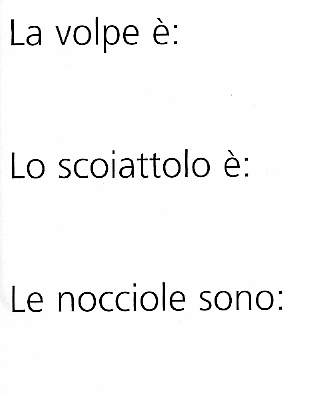 La volpe è:
Lo scoiattolo è:
Le nocciole sono: